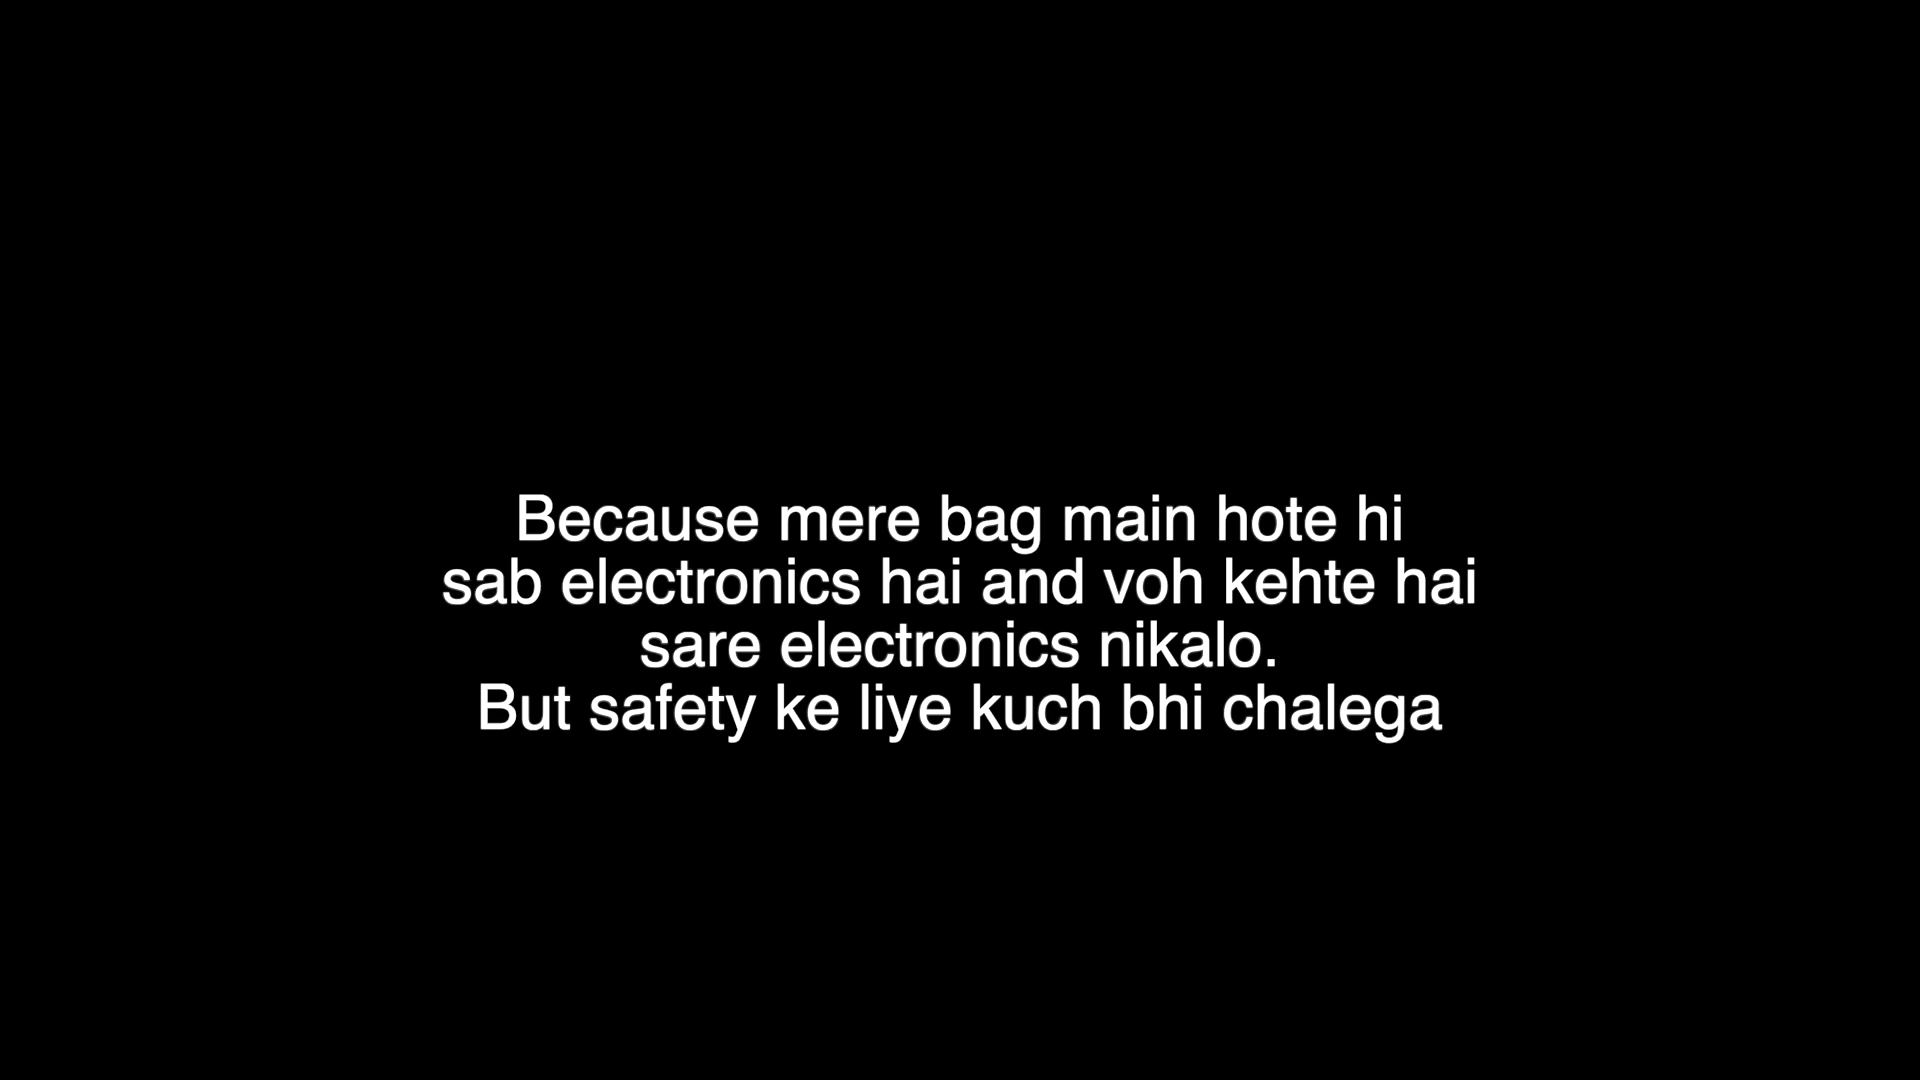 Because mere bag main hote hi
sab electronics hai and voh kehte hai
sare electronics nikalo.
But safety ke liye kuch bhi chalega